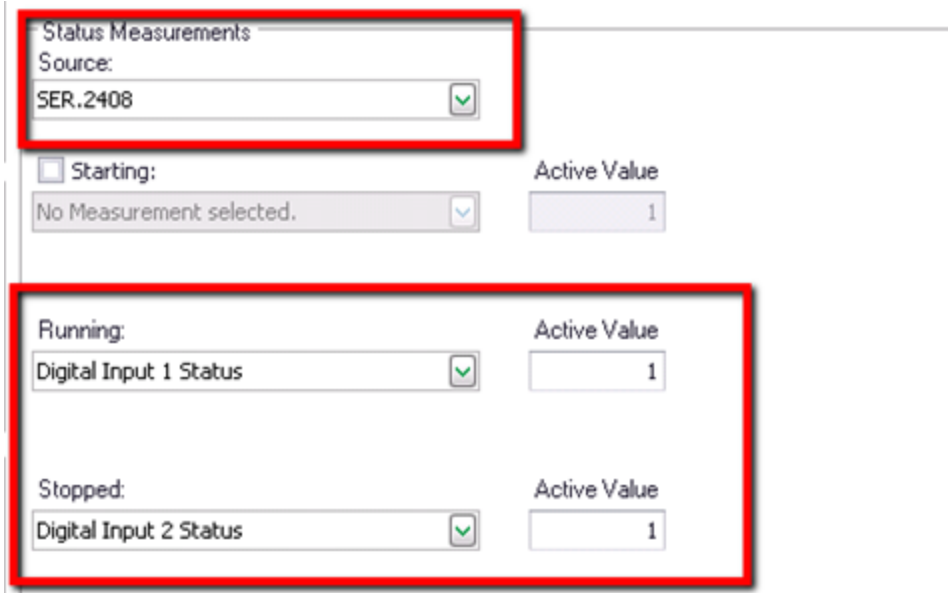 Status Measurements
Source:
SER.2408
Starting: Active Value
No Measurement selected. 1
Running: Active Value
Digital Input 1 Status 1
Stopped: Active Value
Digital Input 2 Status 1